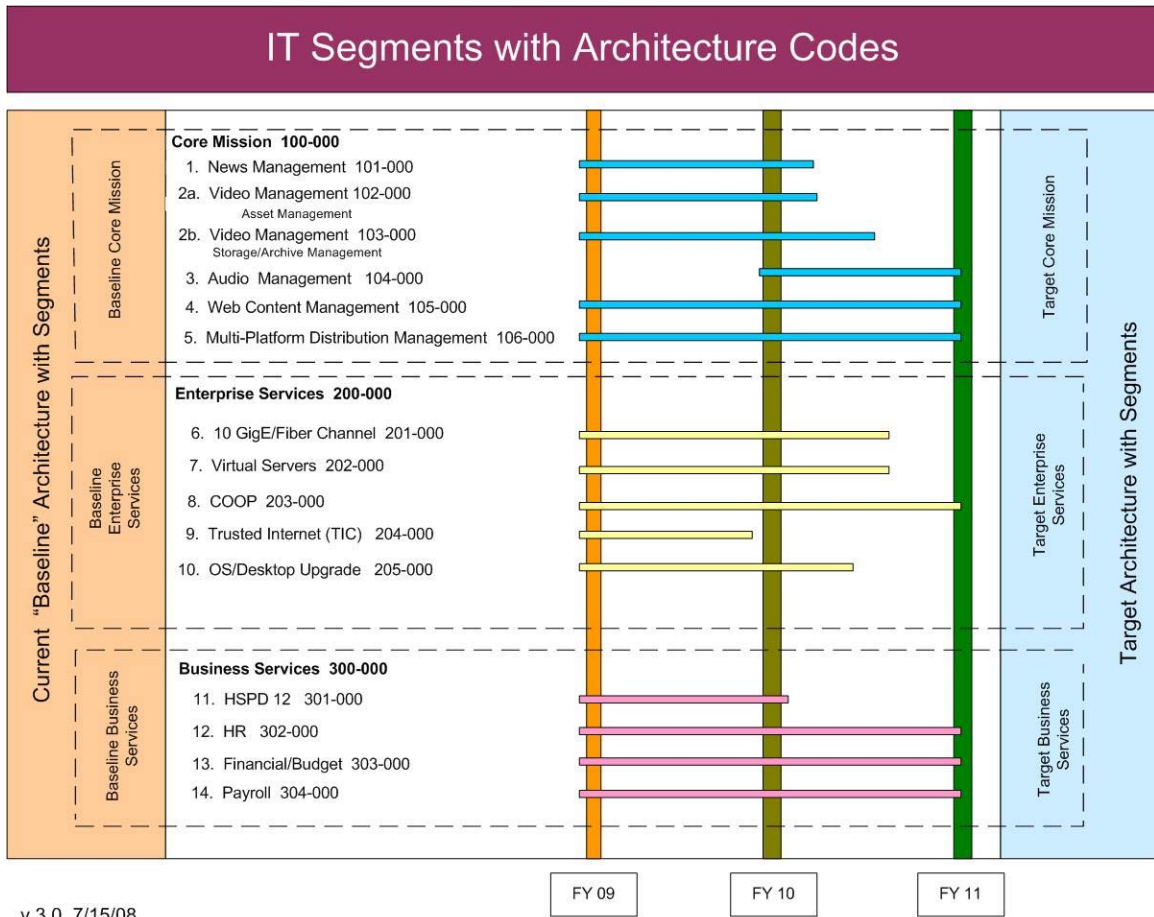 IT Segments with Architecture Codes
Current "Baseline" Architecture with Segments
Baseline Core Mission
Core Mission 100-000
1. News Management 101-000
2a. Video Management 102-000
Asset Management
2b. Video Management 103-000
Storage/Archive Management
3. Audio Management 104-000
4. Web Content Management 105-000
5. Multi-Platform Distribution Management 106-000
Target Core Mission
Baseline
Enterprise
Services
Enterprise Services 200-000
6. 10 GigE/Fiber Channel 201-000
7. Virtual Servers 202-000
8. COOP 203-000
9. Trusted Internet (TIC) 204-000
10. OS/Desktop Upgrade 205-000
Target Enterprise
Services
Baseline Business
Services
Business Services 300-000
11. HSPD 12 301-000
12. HR 302-000
13. Financial/Budget 303-000
14. Payroll 304-000
Target Business
Services
Target Architecture with Segments
FY 09
FY 10
FY 11
v 3.0 7/15/08